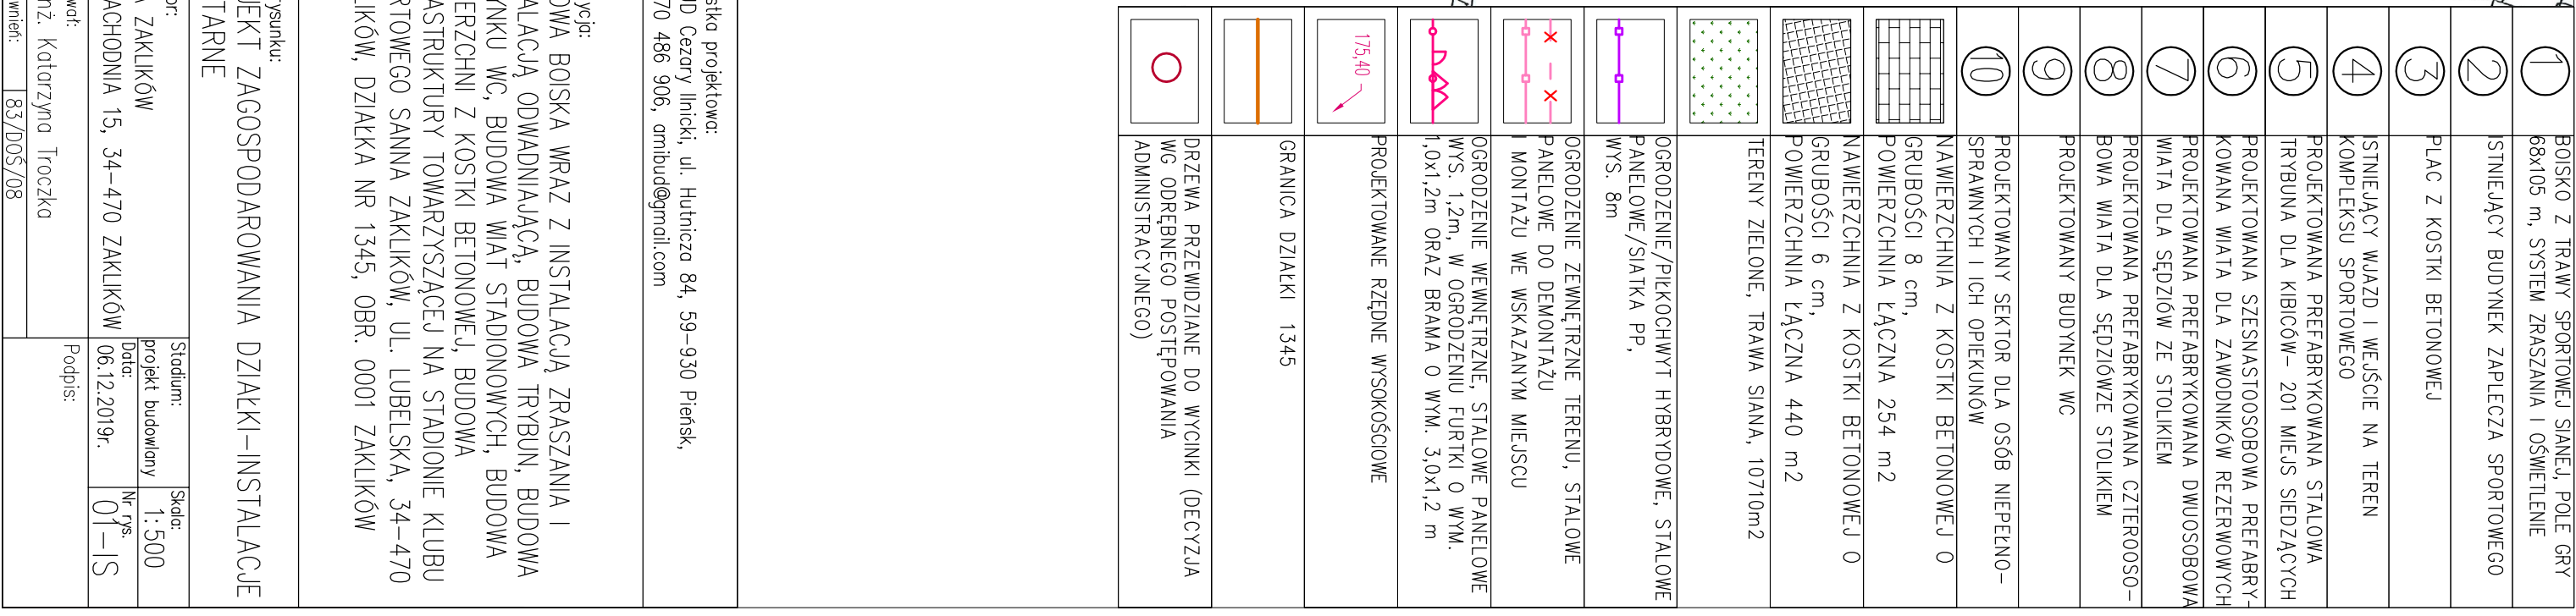 1
BOISKO Z TRAWY SPORTOWEJ SIANEJ, POLE GRY
68x105 m, SYSTEM ZRASZANIA I OŚWIETLENIE
2
ISTNIEJĄCY BUDYNEK ZAPLECZA SPORTOWEGO
3
PLAC Z KOSTKI BETONOWEJ
4
ISTNIEJĄCY WJAZD I WEJŚCIE NA TEREN
KOMPLEKSU SPORTOWEGO
5
PROJEKTOWANA PREFABRYKOWANA STALOWA
TRYBUNA DLA KIBICÓW- 201 MIEJS SIEDZĄCYCH
6
PROJEKTOWANA SZESNASTOOSOBOWA PREFABRY-
KOWANA WIATA DLA ZAWODNIKÓW REZERWOWYCH
7
PROJEKTOWANA PREFABRYKOWANA DWUOSOBOWA
WIATA DLA SĘDZIÓW ZE STOLIKIEM
8
PROJEKTOWANA PREFABRYKOWANA CZTEROOSO-
BOWA WIATA DLA SĘDZIÓWZE STOLIKIEM
9
PROJEKTOWANY BUDYNEK WC
10
PROJEKTOWANY SEKTOR DLA OSÓB NIEPEŁNO-
SPRAWNYCH I ICH OPIEKUNÓW
NAWIERZCHNIA Z KOSTKI BETONOWEJ O
GRUBOŚCI 8 cm,
POWIERZCHNIA ŁĄCZNA 254 m2
NAWIERZCHNIA Z KOSTKI BETONOWEJ O
GRUBOŚCI 6 cm,
POWIERZCHNIA ŁĄCZNA 440 m2
TERENY ZIELONE, TRAWA SIANA, 10710m2
OGRODZENIE/PIŁKOCHWYT HYBRYDOWE, STALOWE
PANELOWE/SIATKA PP,
WYS. 8m
OGRODZENIE ZEWNĘTRZNE TERENU, STALOWE
PANELOWE DO DEMONTAŻU
I MONTAŻU WE WSKAZANYM MIEJSCU
OGRODZENIE WEWNĘTRZNE, STALOWE PANELOWE
WYS. 1,2m, W OGRODZENIU FURTKI O WYM.
1,0x1,2m ORAZ BRAMA O WYM. 3,0x1,2 m
175,40
PROJEKTOWANE RZĘDNE WYSOKOŚCIOWE
GRANICA DZIAŁKI 1345
DRZEWA PRZEWIDZIANE DO WYCINKI (DECYZJA
WG ODRĘBNEGO POSTĘPOWANIA
ADMINISTRACYJNEGO)
stka projektowa:
D Cezary Ilnicki, ul. Hutnicza 84, 59-930 Pieńsk,
70 486 906, amibud@gmail.com
ycja:
OWA BOISKA WRAZ Z INSTALACJĄ ZRASZANIA I
ALACJĄ ODWADNIAJĄCĄ, BUDOWA TRYBUN, BUDOWA
YNKU WC, BUDOWA WIAT STADIONOWYCH, BUDOWA
ERZCHNI Z KOSTKI BETONOWEJ, BUDOWA
ASTRUKTURY TOWARZYSZĄCEJ NA STADIONIE KLUBU
RTOWEGO SANNA ZAKLIKÓW, UL. LUBELSKA, 34-470
LIKÓW, DZIAŁKA NR 1345, OBR. 0001 ZAKLIKÓW
ysunku:
JEKT ZAGOSPODAROWANIA DZIAŁKI-INSTALACJE
TARNE
or:
A ZAKLIKÓW
ACHODNIA 15, 34-470 ZAKLIKÓW
Stadium:
projekt budowlany
Skala:
1:500
Data:
06.12.2019r.
Nr rys.
01-IS
wał:
nż. Katarzyna Troczka
Podpis:
wnień:
83/DOŚ/08